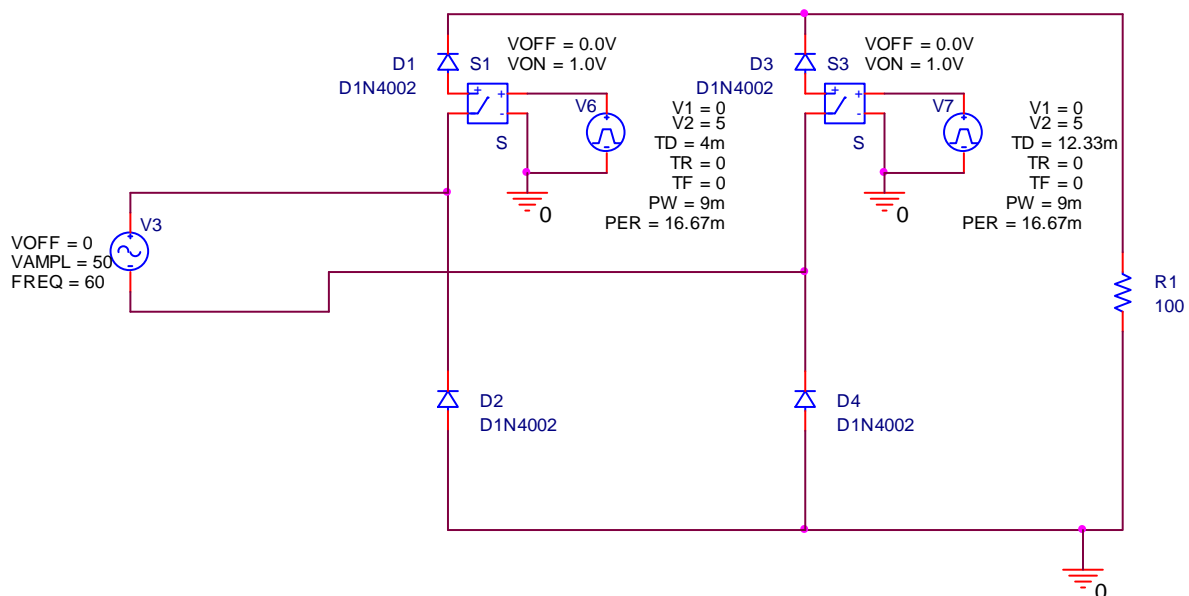 VOFF = 0.0V
VON = 1.0V
D1
S1
D1N4002
+
+
-
S
V6
+
-
V1 = 0
V2 = 5
TD = 4m
TR = 0
TF = 0
PW = 9m
PER = 16.67m
0
VOFF = 0.0V
VON = 1.0V
D3
S3
D1N4002
+
+
-
S
V7
+
-
V1 = 0
V2 = 5
TD = 12.33m
TR = 0
TF = 0
PW = 9m
PER = 16.67m
0
V3
+
-
VOFF = 0
VAMPL = 50
FREQ = 60
R1
100
D2
D1N4002
D4
D1N4002
0